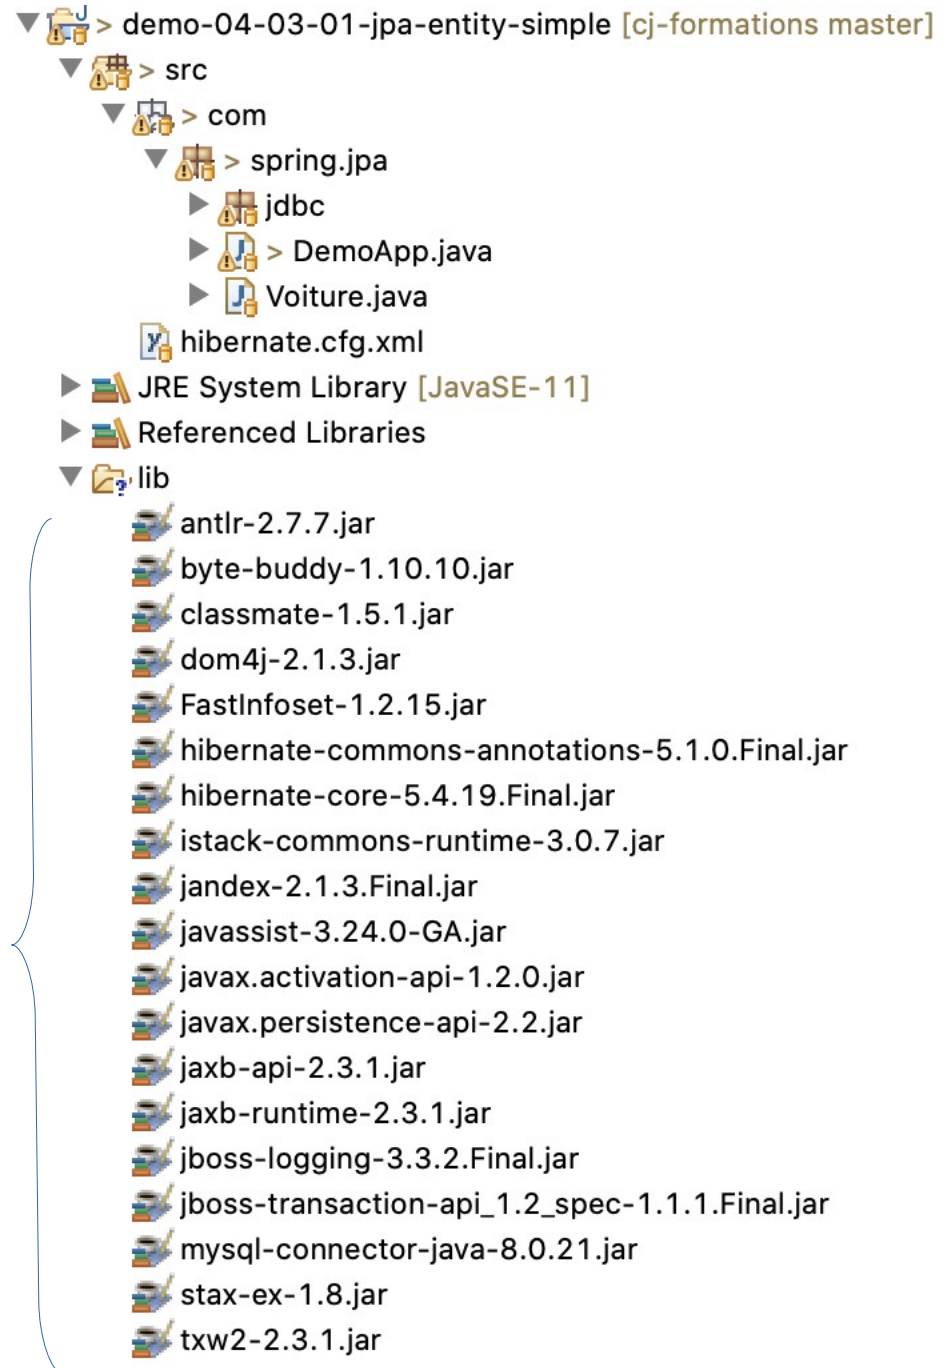 > demo-04-03-01-jpa-entity-simple [cj-formations master]
> src
> com
> spring.jpa
jdbc
> DemoApp.java
Voiture.java
hibernate.cfg.xml
JRE System Library [JavaSE-11]
Referenced Libraries
lib
antlr-2.7.7.jar
byte-buddy-1.10.10.jar
classmate-1.5.1.jar
dom4j-2.1.3.jar
FastInfoset-1.2.15.jar
hibernate-commons-annotations-5.1.0.Final.jar
hibernate-core-5.4.19.Final.jar
istack-commons-runtime-3.0.7.jar
jandex-2.1.3.Final.jar
javassist-3.24.0-GA.jar
javax.activation-api-1.2.0.jar
javax.persistence-api-2.2.jar
jaxb-api-2.3.1.jar
jaxb-runtime-2.3.1.jar
jboss-logging-3.3.2.Final.jar
jboss-transaction-api_1.2_spec-1.1.1.Final.jar
mysql-connector-java-8.0.21.jar
stax-ex-1.8.jar
txw2-2.3.1.jar